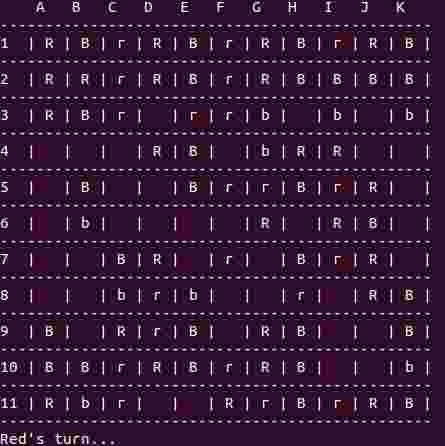 A B C D E F G H I J K
1 | R | B | r | R | B | r | R | B | r | R | B |
2 | R | R | r | R | B | r | R | B | B | B | B |
3 | R | B | r |   | r | r | b |   | b |   | b |
4 |   |   |   | R | B |   | b | R | R |   |   |
5 |   | B |   |   | B | r | r | B | r | R |   |
6 |   | b |   |   |   |   | R |   | R | B |   |
7 |   |   | B | R |   | r |   | B | r | R |   |
8 |   |   | b | r | b |   |   | r |   | R | B |
9 | B |   | R | r | B |   | R | B |   |   | B |
10 | B | B | r | R | B | r | R | B |   |   | b |
11 | R | b | r |   |   | R | r | B | r | R | B |
Red's turn...